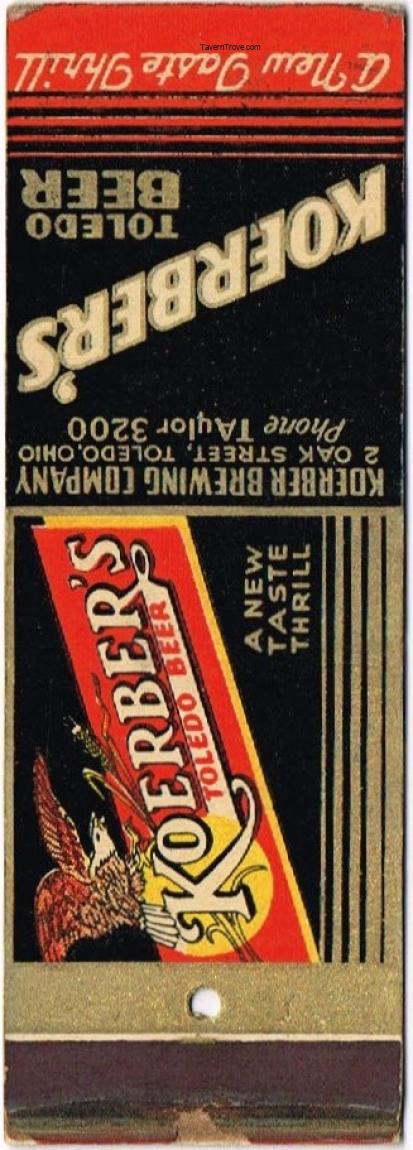 TavernTrove.com
A New Taste Thrill
KOERBER'S
TOLEDO
BEER
KOERBER BREWING COMPANY
2 OAK STREET, TOLEDO, OHIO
Phone TAylor 3200
KOERBER'S
TOLEDO BEER
A NEW
TASTE
THRILL